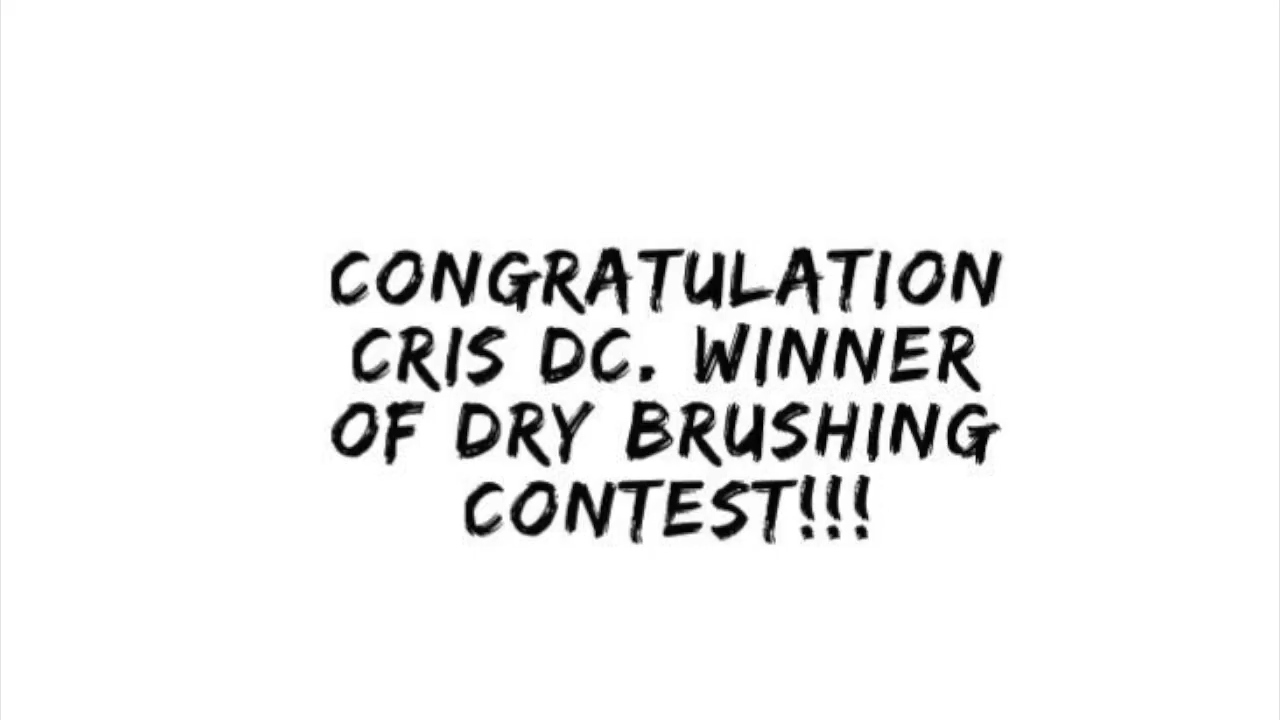 CONGRATULATION
CRIS DC. WINNER
OF DRY BRUSHING
CONTEST!!!